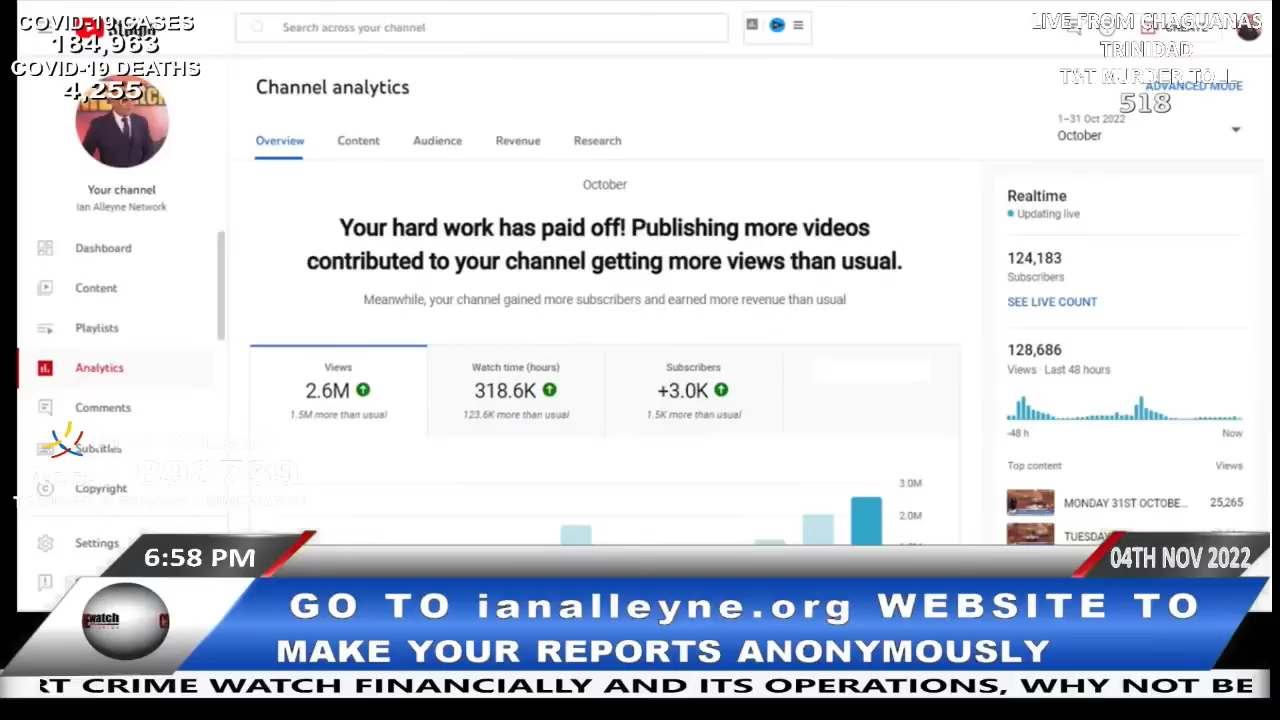 COVID-19 CASES
184,963
COVID-19 DEATHS
4,255
Search across your channel
LIVE FROM CHAGUANAS
TRINIDAD
T&T MURDER TOLL
518
ADVANCED MODE
Channel analytics
1–31 Oct 2022
October
Overview
Content
Audience
Revenue
Research
Your channel
Ian Alleyne Network
Dashboard
Content
Playlists
Analytics
Comments
Subtitles
Copyright
Settings
October
Your hard work has paid off! Publishing more videos
contributed to your channel getting more views than usual.
Meanwhile, your channel gained more subscribers and earned more revenue than usual
Views
2.6M
1.5M more than usual
Watch time (hours)
318.6K
123.6K more than usual
Subscribers
+3.0K
1.5K more than usual
3.0M
2.0M
Realtime
Updating live
124,183
Subscribers
SEE LIVE COUNT
128,686
Views · Last 48 hours
-48 h
Now
Top content
Views
MONDAY 31ST OCTOBE...
25,265
6:58 PM
04TH NOV 2022
watch
GO TO ianalleyne.org WEBSITE TO
MAKE YOUR REPORTS ANONYMOUSLY
RT CRIME WATCH FINANCIALLY AND ITS OPERATIONS, WHY NOT BE